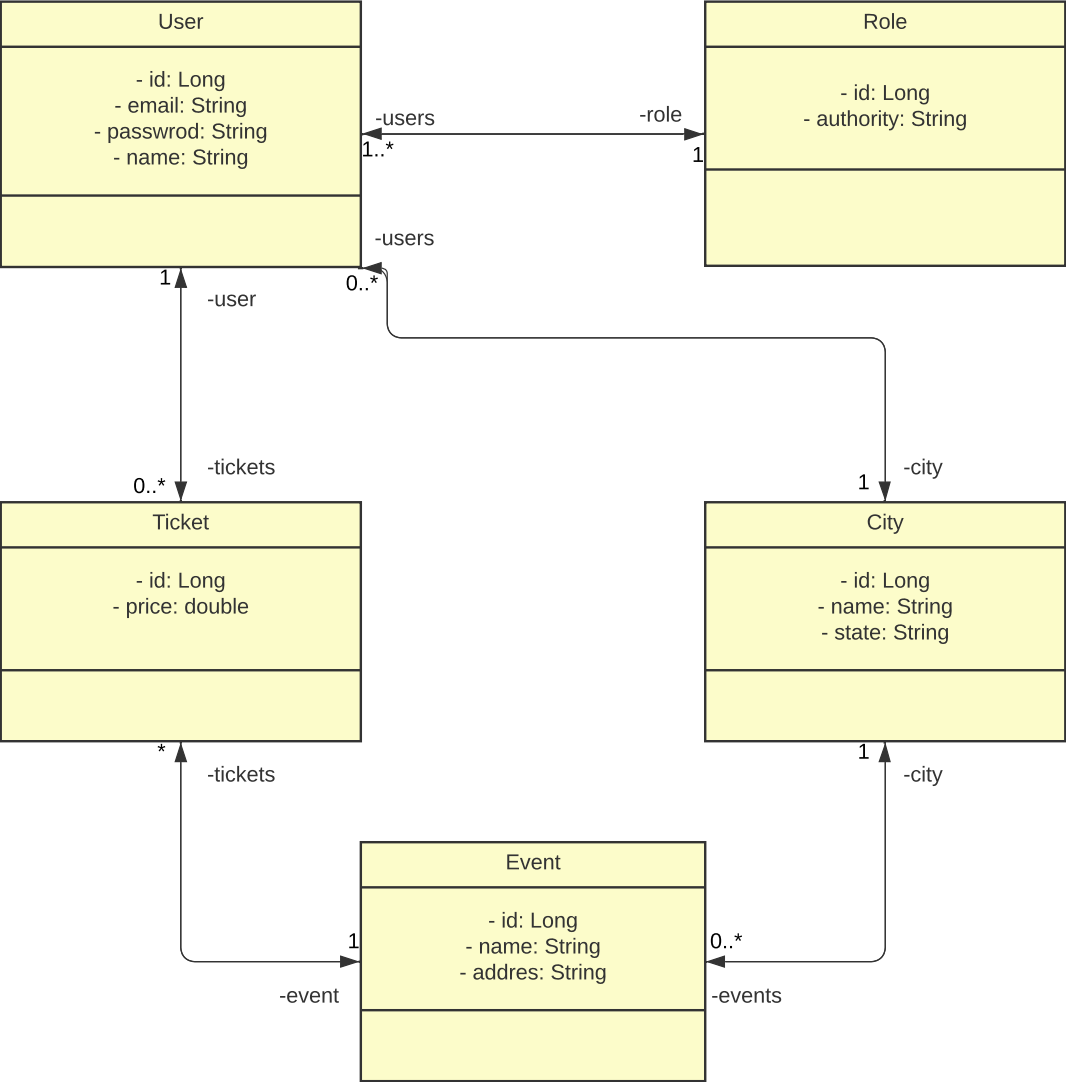 User
- id: Long
- email: String
- passwrod: String
- name: String
Role
- id: Long
- authority: String
-users
1..*
-role
1
-users
0..*
1
-user
-tickets
0..*
-city
1
Ticket
- id: Long
- price: double
City
- id: Long
- name: String
- state: String
*
-tickets
1
-city
Event
- id: Long
- name: String
- addres: String
1
-event
0..*
-events